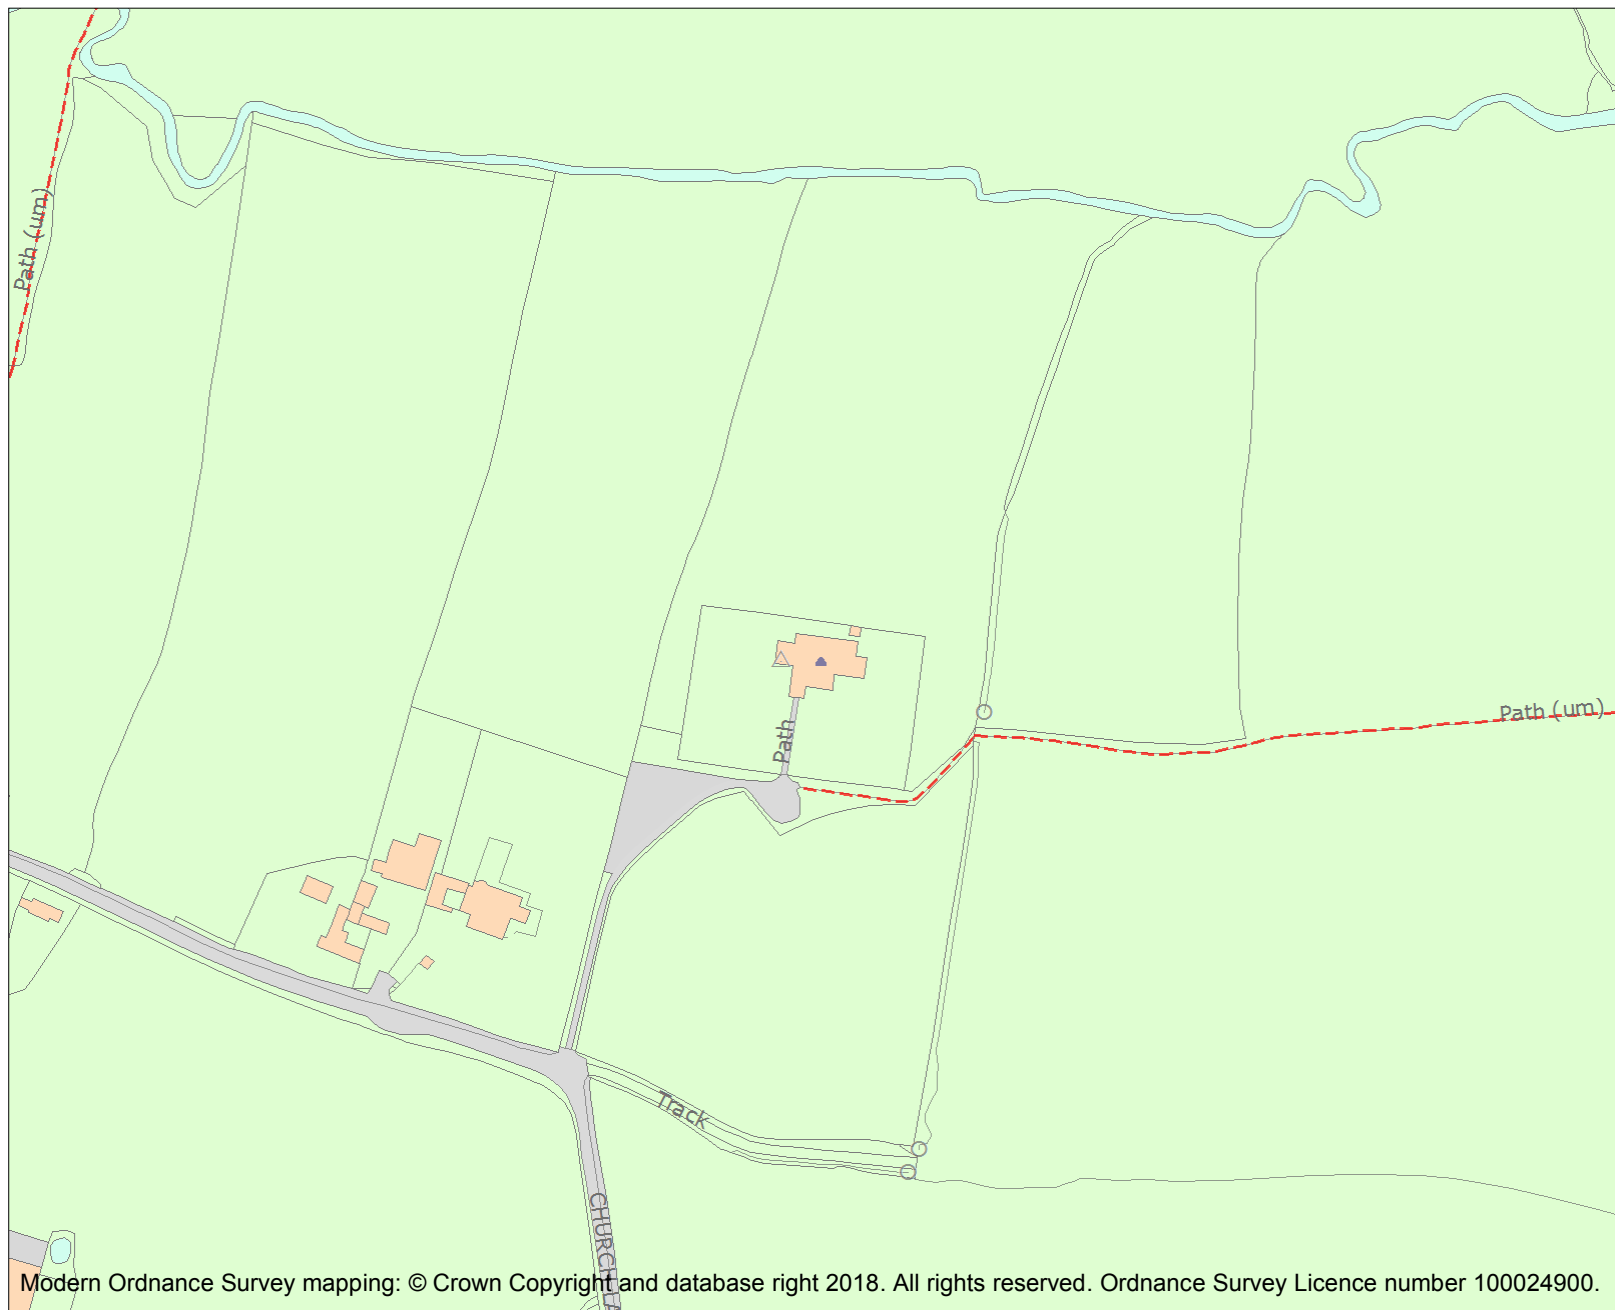 Path (um)
Path (um)
Path
Track
CHURCH LA
Modern Ordnance Survey mapping: © Crown Copyright and database right 2018. All rights reserved. Ordnance Survey Licence number 100024900.